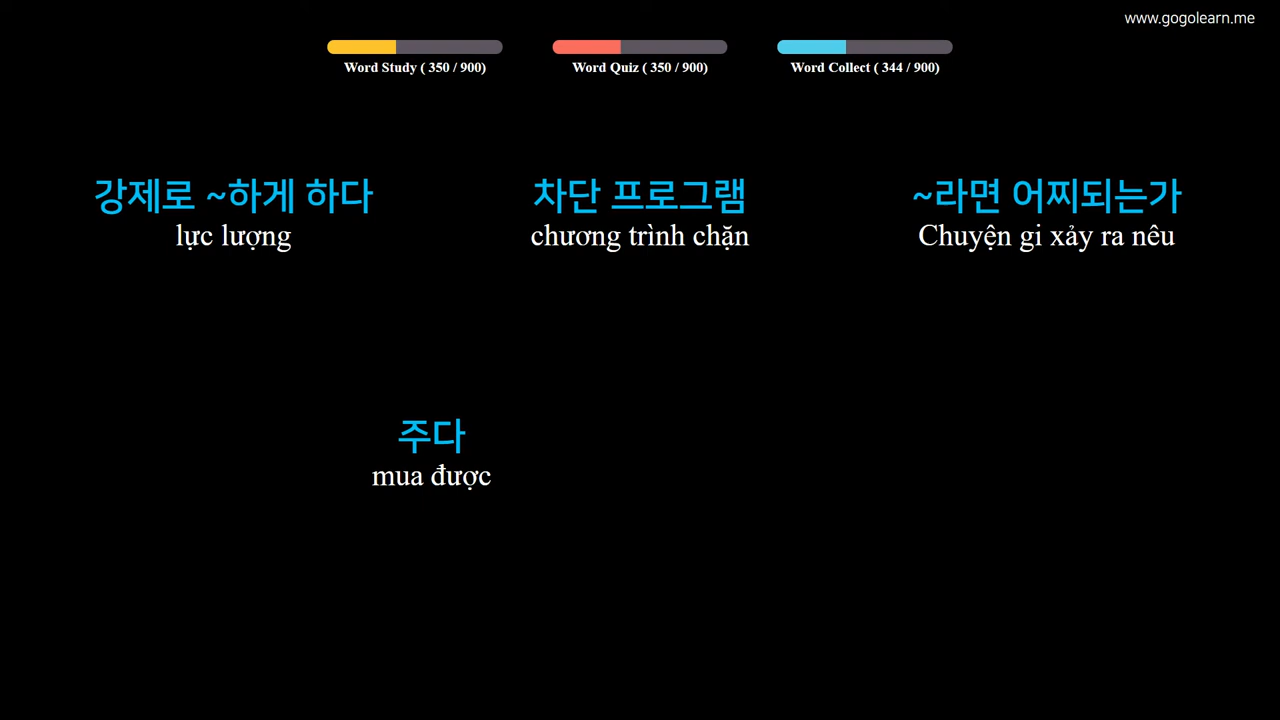 www.gogolearn.me
Word Study ( 350 / 900)
Word Quiz ( 350 / 900)
Word Collect ( 344 / 900)
강제로 ~하게 하다
lực lượng
차단 프로그램
chương trình chặn
~라면 어찌되는가
Chuyện gi xảy ra nêu
주다
mua được